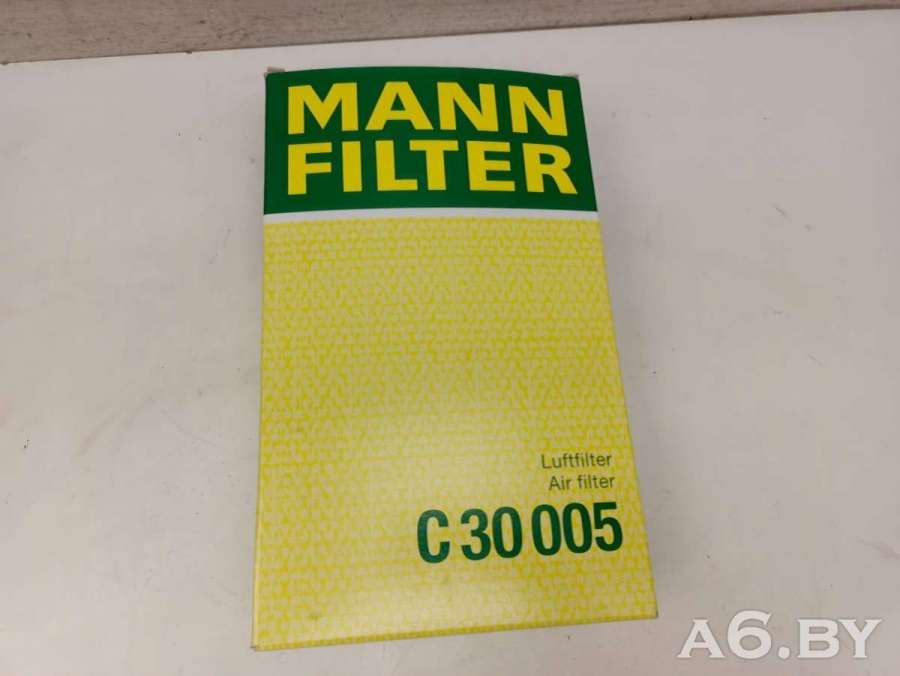 MANN
FILTER
Luftfilter
Air filter
C 30 005
A6.BY